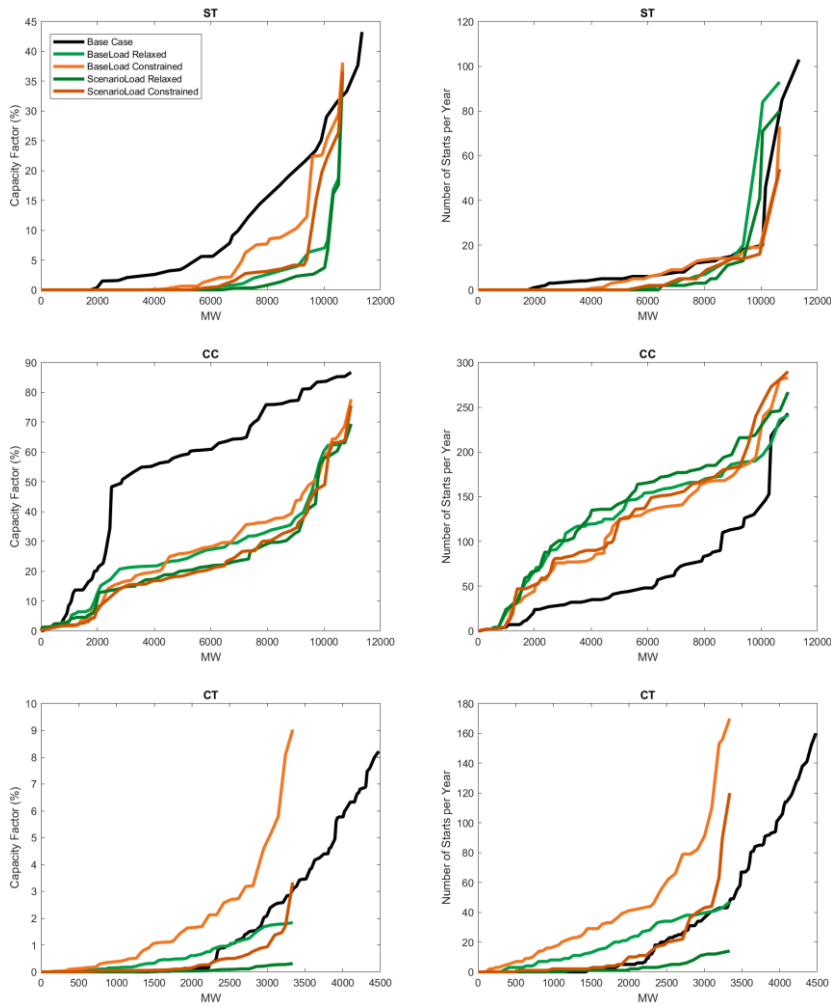 ST
45
40
35
30
25
20
15
10
5
0
Capacity Factor (%)
Base Case
BaseLoad Relaxed
BaseLoad Constrained
ScenarioLoad Relaxed
ScenarioLoad Constrained
0 2000 4000 6000 8000 10000 12000
MW
ST
120
100
80
60
40
20
0
Number of Starts per Year
0 2000 4000 6000 8000 10000 12000
MW
CC
90
80
70
60
50
40
30
20
10
0
Capacity Factor (%)
0 2000 4000 6000 8000 10000 12000
MW
CC
300
250
200
150
100
50
0
Number of Starts per Year
0 2000 4000 6000 8000 10000 12000
MW
CT
10
9
8
7
6
5
4
3
2
1
0
Capacity Factor (%)
0 500 1000 1500 2000 2500 3000 3500 4000 4500
MW
CT
180
160
140
120
100
80
60
40
20
0
Number of Starts per Year
0 500 1000 1500 2000 2500 3000 3500 4000 4500
MW